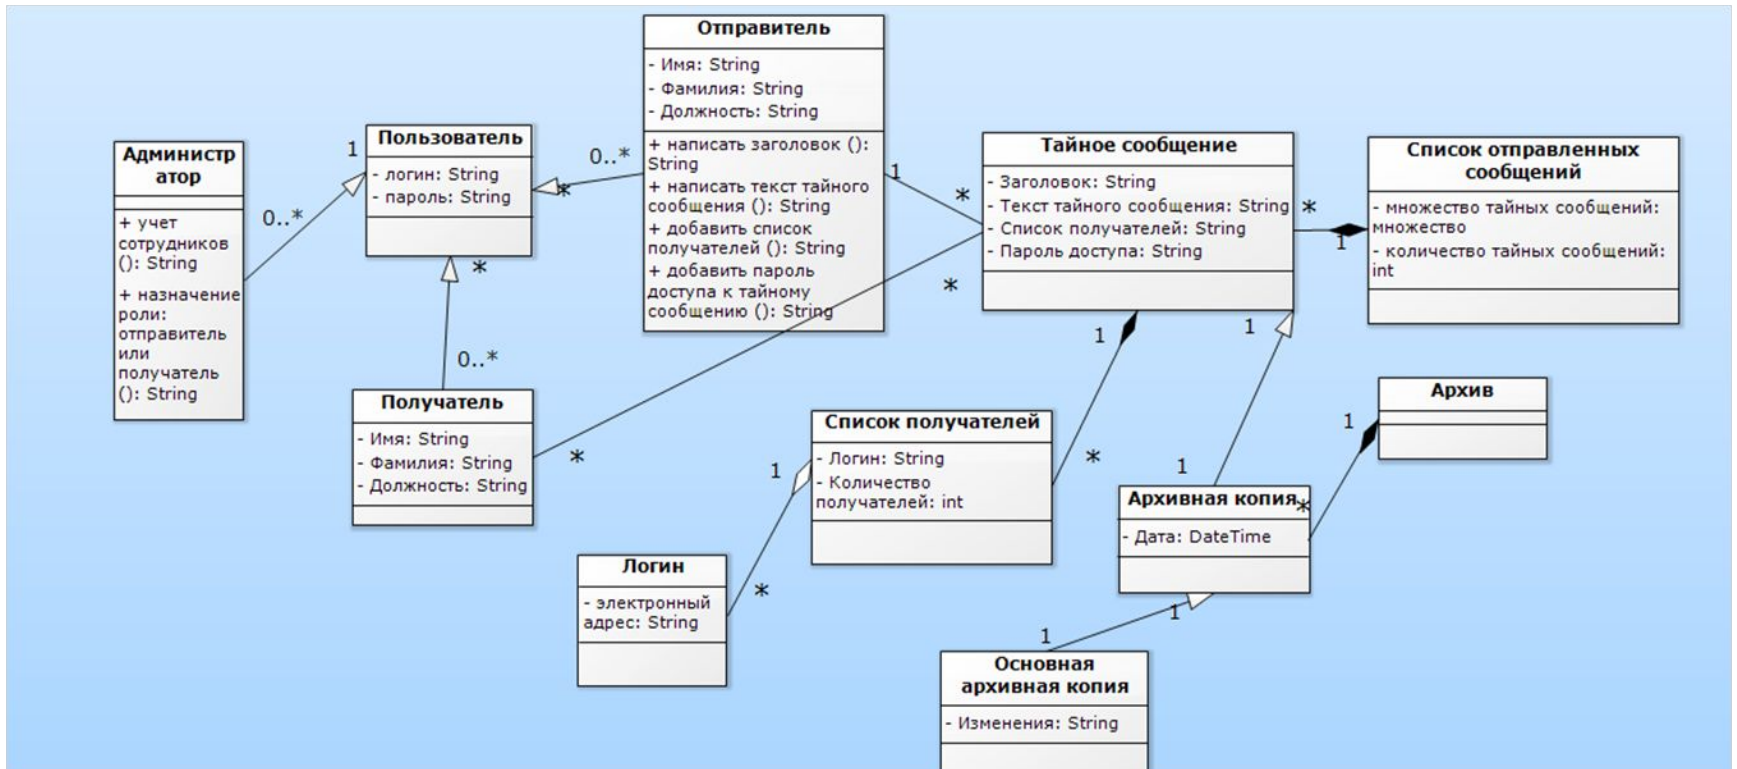 Отправитель
- Имя: String
- Фамилия: String
- Должность: String
+ написать заголовок ():
String
+ написать текст тайного
сообщения (): String
+ добавить список
получателей (): String
+ добавить пароль
доступа к тайному
сообщению (): String
Администр
атор
+ учет
сотрудников
(): String
+ назначение
роли:
отправитель
или
получатель
(): String
0..*
1
Пользователь
- логин: String
- пароль: String
0..*
*
*
0..*
Получатель
- Имя: String
- Фамилия: String
- Должность: String
*
*
1
*
Тайное сообщение
- Заголовок: String
- Текст тайного сообщения: String
- Список получателей: String
- Пароль доступа: String
*
1
Список отправленных
сообщений
- множество тайных сообщений:
множество
- количество тайных сообщений:
int
1
*
Список получателей
- Логин: String
- Количество
получателей: int
1
*
Логин
- электронный
адрес: String
1
1
Архив
1
*
Архивная копия
- Дата: DateTime
1
1
Основная
архивная копия
- Изменения: String